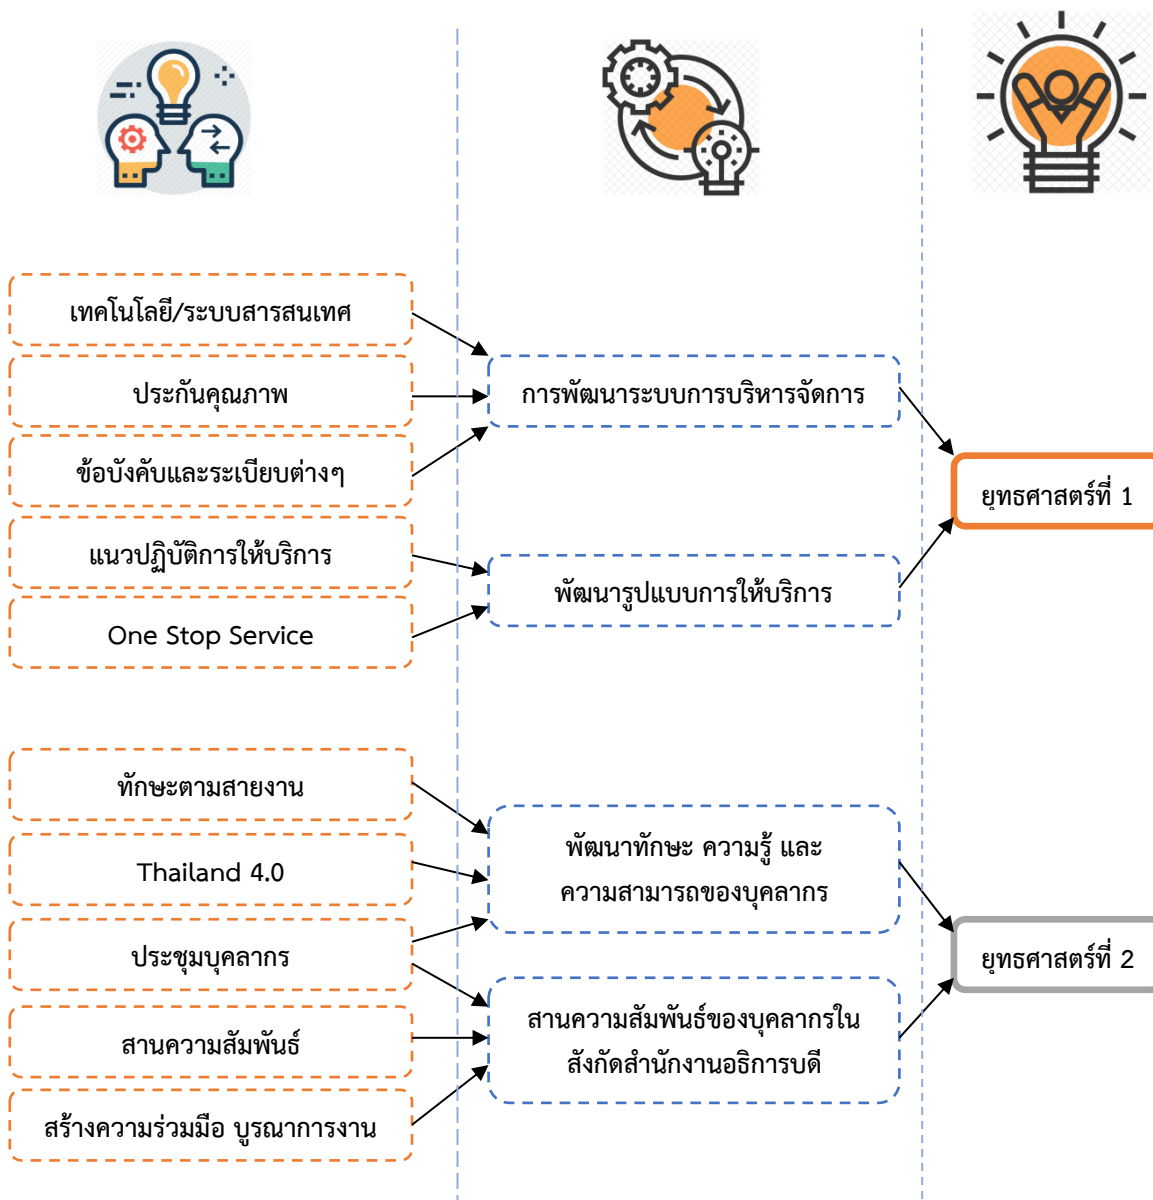 เทคโนโลยี/ระบบสารสนเทศ
ประกันคุณภาพ
ข้อบังคับและระเบียบต่างๆ
แนวปฏิบัติการให้บริการ
One Stop Service
การพัฒนาระบบการบริหารจัดการ
พัฒนารูปแบบการให้บริการ
ยุทธศาสตร์ที่ 1
ทักษะตามสายงาน
Thailand 4.0
ประชุมบุคลากร
สานความสัมพันธ์
สร้างความร่วมมือ บูรณาการงาน
พัฒนาทักษะ ความรู้ และ
ความสามารถของบุคลากร
สานความสัมพันธ์ของบุคลากรใน
สังกัดสำนักงานอธิการบดี
ยุทธศาสตร์ที่ 2